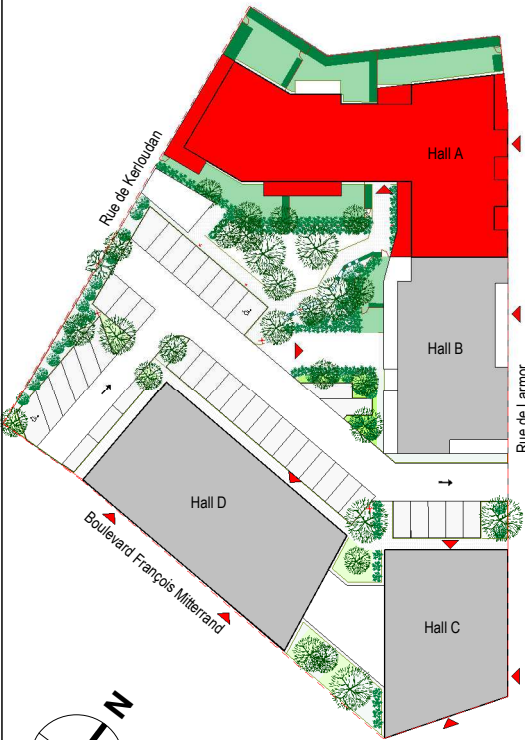 Rue de Kerloudan
Hall A
Hall B
Rue de Larmor
Hall D
Boulevard François Mitterrand
Hall C
N